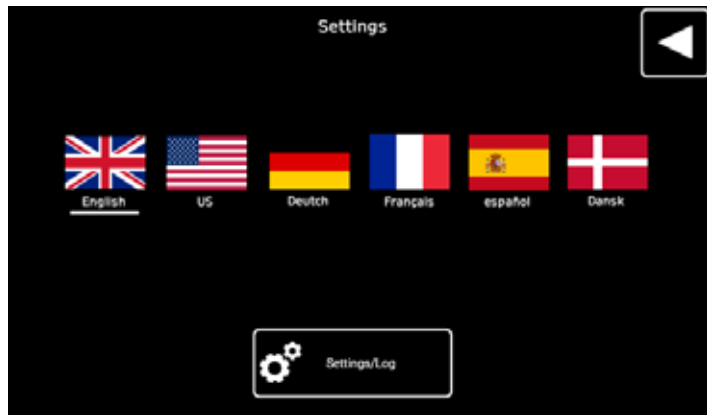 Settings
English
US
Deutch
Français
español
Dansk
Settings/Log